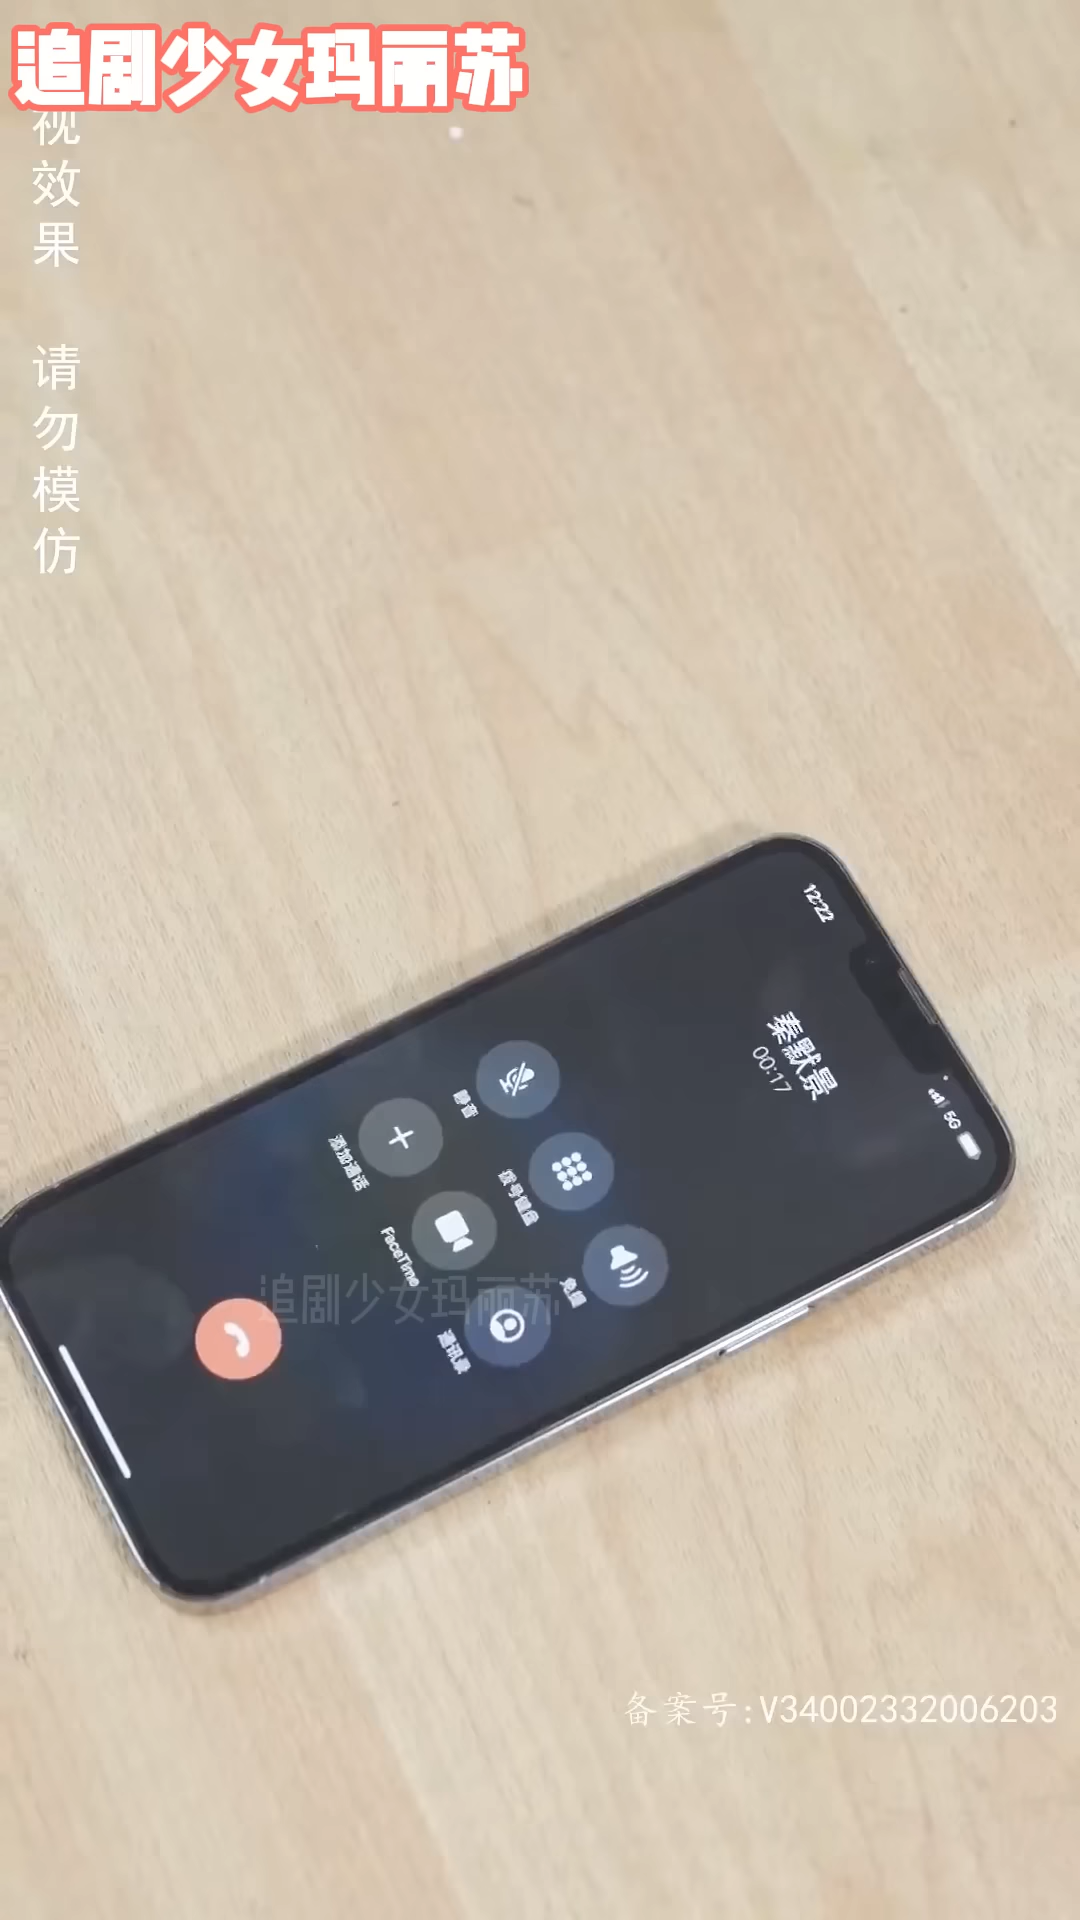 追剧少女玛丽苏
视效果 请勿模仿
12:22
5G
秦默景
00:17
静音
拨号键盘
免提
添加通话
FaceTime
通讯录
追剧少女玛丽苏
备案号:V34002332006203